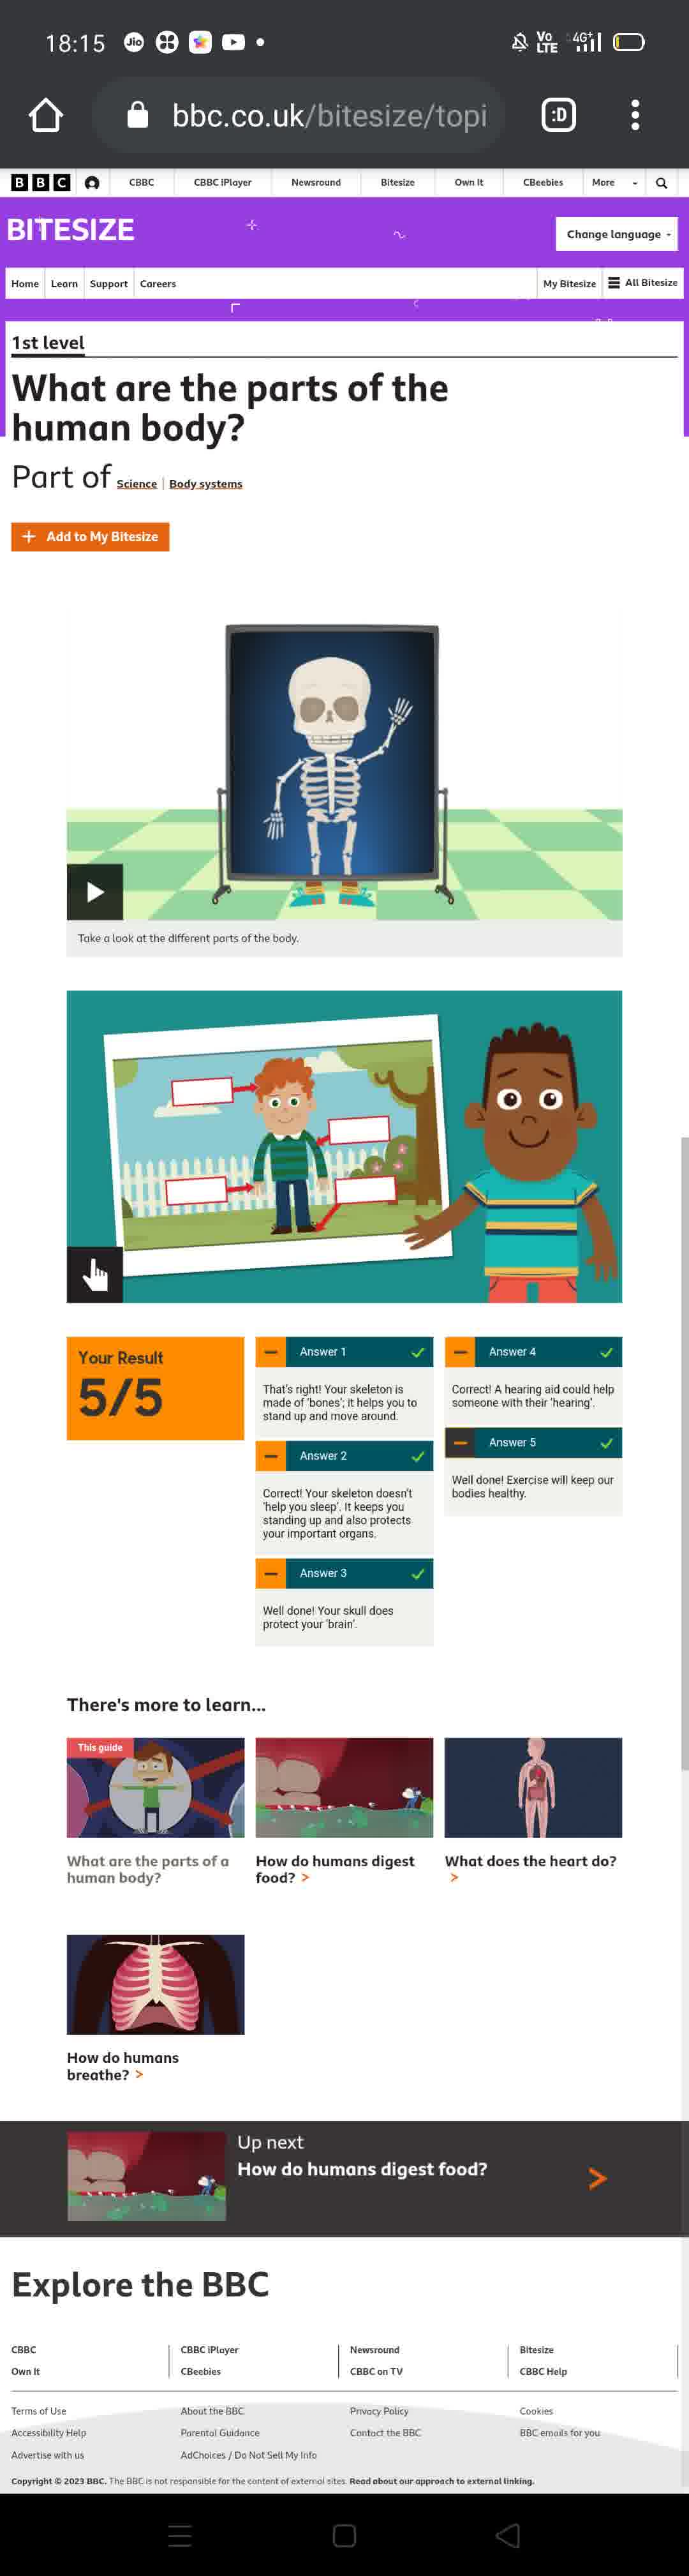 18:15 Jio Vo LTE 4G+
bbc.co.uk/bitesize/topi :D
BBC CBBC CBBC iPlayer Newsround Bitesize Own It CBeebies More
BITESIZE
Change language
Home Learn Support Careers My Bitesize All Bitesize
1st level
What are the parts of the
human body?
Part of Science | Body systems
+ Add to My Bitesize
Take a look at the different parts of the body.
Your Result
5/5
Answer 1
That's right! Your skeleton is
made of 'bones'; it helps you to
stand up and move around.
Answer 2
Correct! Your skeleton doesn't
'help you sleep'. It keeps you
standing up and also protects
your important organs.
Answer 3
Well done! Your skull does
protect your 'brain'.
Answer 4
Correct! A hearing aid could help
someone with their 'hearing'.
Answer 5
Well done! Exercise will keep our
bodies healthy.
There's more to learn...
This guide
What are the parts of a
human body?
How do humans digest
food? >
What does the heart do?
>
How do humans
breathe? >
Up next
How do humans digest food?
Explore the BBC
CBBC CBBC iPlayer Newsround Bitesize
Own It CBeebies CBBC on TV CBBC Help
Terms of Use About the BBC Privacy Policy Cookies
Accessibility Help Parental Guidance Contact the BBC BBC emails for you
Advertise with us AdChoices / Do Not Sell My Info
Copyright © 2023 BBC. The BBC is not responsible for the content of external sites. Read about our approach to external linking.